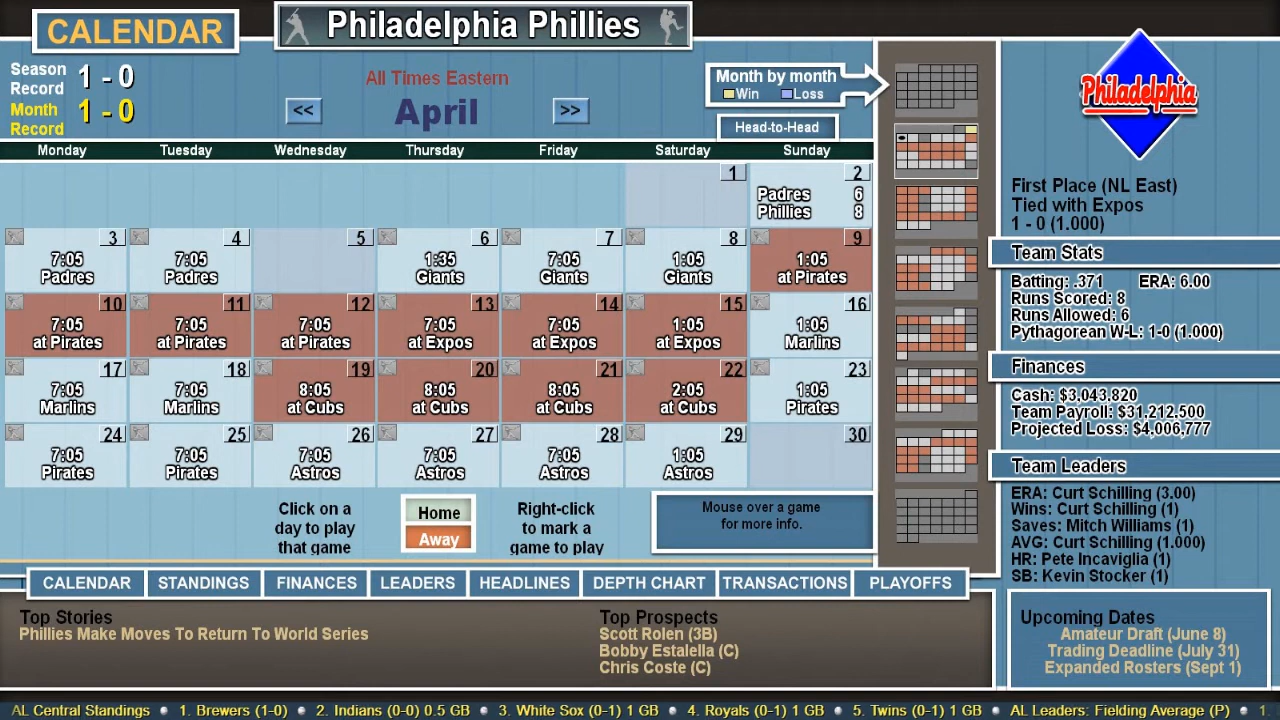 CALENDAR
Philadelphia Phillies
Season Record 1 - 0
Month Record 1 - 0
All Times Eastern
<< April >>
Month by month
Win Loss
Head-to-Head
Philadelphia
Monday Tuesday Wednesday Thursday Friday Saturday Sunday
1 2
Padres 6
Phillies 8
3 4 5 6 7 8 9
7:05 7:05 1:35 7:05 1:05 1:05
Padres Padres Giants Giants Giants at Pirates
10 11 12 13 14 15 16
7:05 7:05 7:05 7:05 7:05 1:05 1:05
at Pirates at Pirates at Pirates at Expos at Expos at Expos Marlins
17 18 19 20 21 22 23
7:05 7:05 8:05 8:05 8:05 2:05 1:05
Marlins Marlins at Cubs at Cubs at Cubs at Cubs Pirates
24 25 26 27 28 29 30
7:05 7:05 7:05 7:05 7:05 1:05
Pirates Pirates Astros Astros Astros Astros
Click on a
day to play
that game
Home
Away
Right-click
to mark a
game to play
Mouse over a game
for more info.
First Place (NL East)
Tied with Expos
1 - 0 (1.000)
Team Stats
Batting: .371 ERA: 6.00
Runs Scored: 8
Runs Allowed: 6
Pythagorean W-L: 1-0 (1.000)
Finances
Cash: $3,043,820
Team Payroll: $31,212,500
Projected Loss: $4,006,777
Team Leaders
ERA: Curt Schilling (3.00)
Wins: Curt Schilling (1)
Saves: Mitch Williams (1)
AVG: Curt Schilling (1.000)
HR: Pete Incaviglia (1)
SB: Kevin Stocker (1)
CALENDAR STANDINGS FINANCES LEADERS HEADLINES DEPTH CHART TRANSACTIONS PLAYOFFS
Top Stories
Phillies Make Moves To Return To World Series
Top Prospects
Scott Rolen (3B)
Bobby Estalella (C)
Chris Coste (C)
Upcoming Dates
Amateur Draft (June 8)
Trading Deadline (July 31)
Expanded Rosters (Sept 1)
AL Central Standings • 1. Brewers (1-0) • 2. Indians (0-0) 0.5 GB • 3. White Sox (0-1) 1 GB • 4. Royals (0-1) 1 GB • 5. Twins (0-1) 1 GB • AL Leaders: Fielding Average (P) • 1